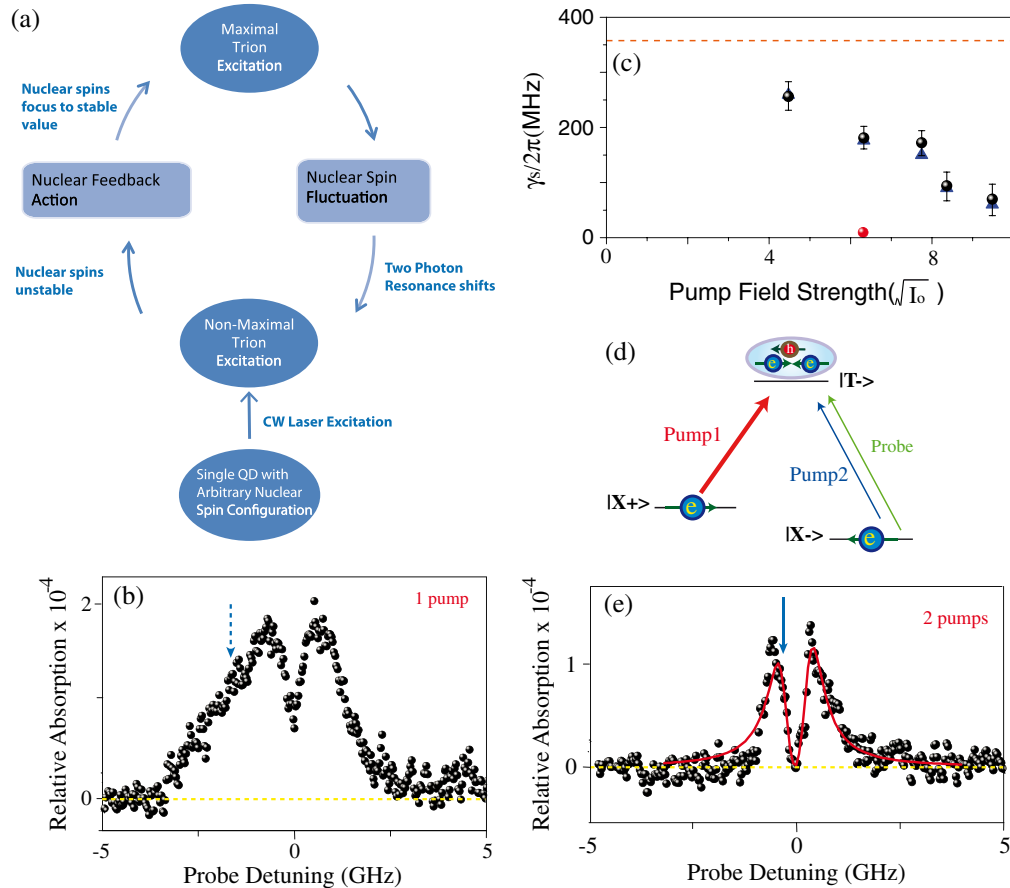 (a)
Maximal
Trion
Excitation
Nuclear spins
focus to stable
value
Nuclear Feedback
Action
Nuclear Spin
Fluctuation
Nuclear spins
unstable
Two Photon
Resonance shifts
Non-Maximal
Trion
Excitation
CW Laser Excitation
Single QD with
Arbitrary Nuclear
Spin Configuration
(c)
γs/2π(MHz)
400
200
0
0
4
8
Pump Field Strength(√Io )
(d)
h
e
e
|T->
Pump1
Pump2
Probe
|X+>
e
|X->
e
(b)
1 pump
Relative Absorption x 10-4
2
0
-5
0
5
Probe Detuning (GHz)
(e)
2 pumps
Relative Absorption x 10-4
1
0
-5
0
5
Probe Detuning (GHz)